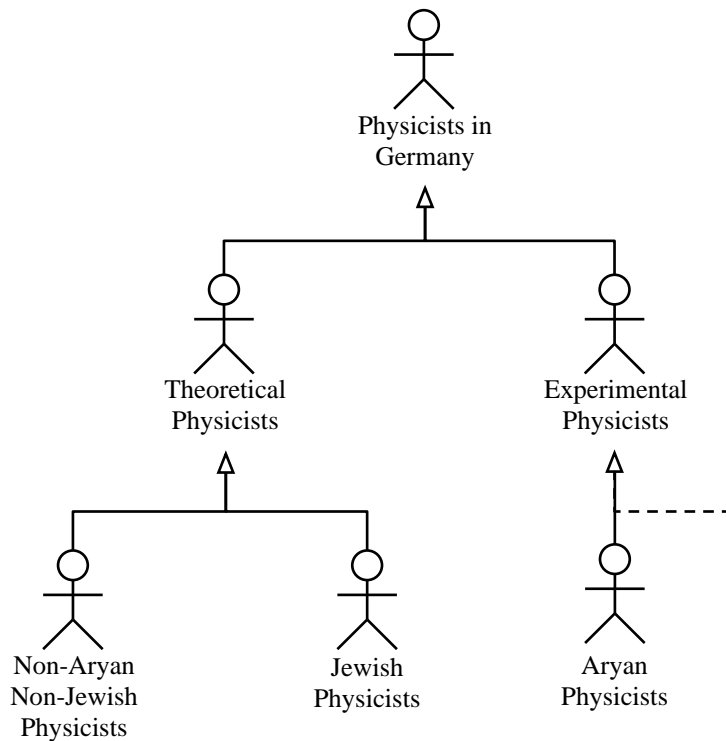 Physicists in
Germany
Theoretical
Physicists
Experimental
Physicists
Non-Aryan
Non-Jewish
Physicists
Jewish
Physicists
Aryan
Physicists